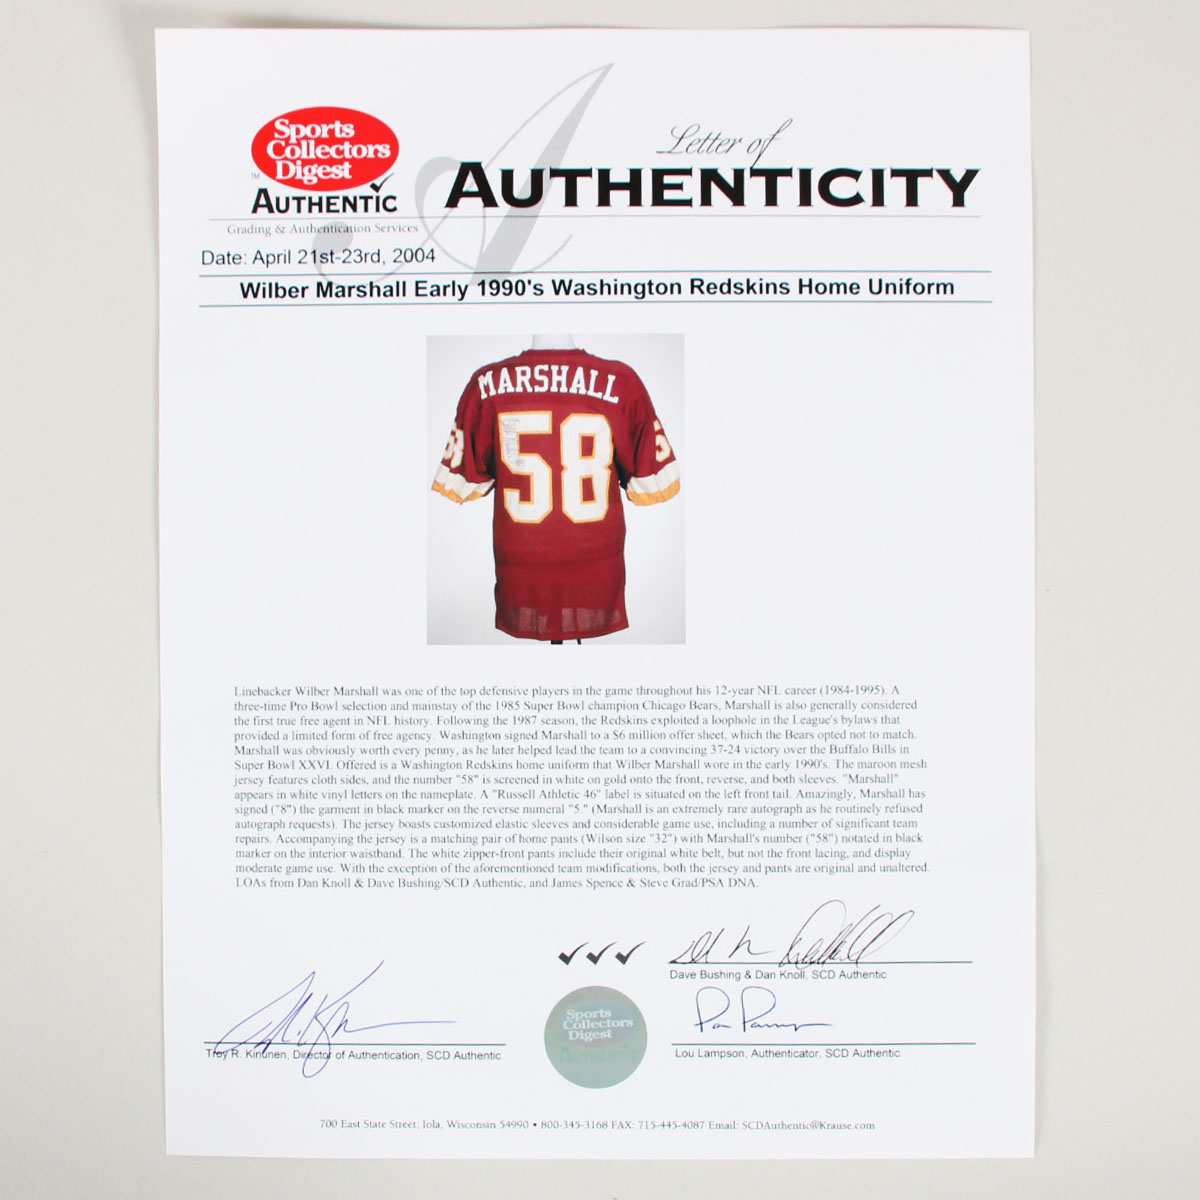 Sports
Collectors
Digest
™
AUTHENTIC
Grading & Authentication Services
Letter of
AUTHENTICITY
Date: April 21st-23rd, 2004
Wilber Marshall Early 1990's Washington Redskins Home Uniform
MARSHALL
58
58
58
Linebacker Wilber Marshall was one of the top defensive players in the game throughout his 12-year NFL career (1984-1995). A
three-time Pro Bowl selection and mainstay of the 1985 Super Bowl champion Chicago Bears, Marshall is also generally considered
the first true free agent in NFL history. Following the 1987 season, the Redskins exploited a loophole in the League's bylaws that
provided a limited form of free agency. Washington signed Marshall to a $6 million offer sheet, which the Bears opted not to match.
Marshall was obviously worth every penny, as he later helped lead the team to a convincing 37-24 victory over the Buffalo Bills in
Super Bowl XXVI. Offered is a Washington Redskins home uniform that Wilber Marshall wore in the early 1990's. The maroon mesh
jersey features cloth sides, and the number "58" is screened in white on gold onto the front, reverse, and both sleeves. "Marshall"
appears in white vinyl letters on the nameplate. A "Russell Athletic 46" label is situated on the left front tail. Amazingly, Marshall has
signed ("8") the garment in black marker on the reverse numeral "5." (Marshall is an extremely rare autograph as he routinely refused
autograph requests). The jersey boasts customized elastic sleeves and considerable game use, including a number of significant team
repairs. Accompanying the jersey is a matching pair of home pants (Wilson size "32") with Marshall's number ("58") notated in black
marker on the interior waistband. The white zipper-front pants include their original white belt, but not the front lacing, and display
moderate game use. With the exception of the aforementioned team modifications, both the jersey and pants are original and unaltered.
LOAs from Dan Knoll & Dave Bushing/SCD Authentic, and James Spence & Steve Grad/PSA DNA.
Dave Bushing & Dan Knoll, SCD Authentic
Sports
Collectors
Digest
AUTHENTIC
Troy R. Kinunen, Director of Authentication, SCD Authentic
Lou Lampson, Authenticator, SCD Authentic
700 East State Street, Iola, Wisconsin 54990 • 800-345-3168 FAX: 715-445-4087 Email: SCDAuthentic@Krause.com